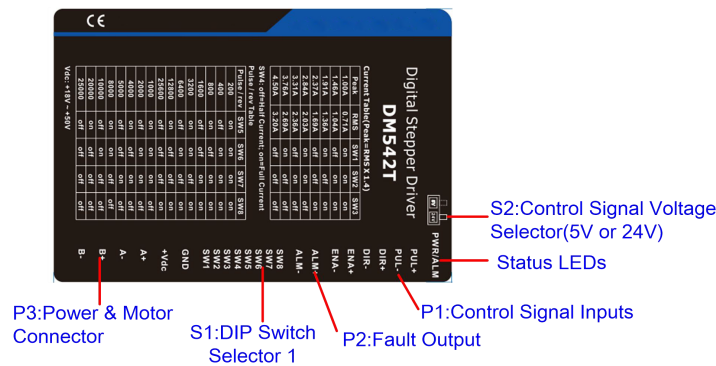 CE
Digital Stepper Driver
DM542T
Current Table(Peak=RMS X 1.4)
Peak RMS SW1 SW2 SW3
1.00A 0.71A on on on
1.46A 1.04A off on on
1.91A 1.36A on off on
2.37A 1.69A off off on
2.84A 2.03A on on off
3.31A 2.36A off on off
3.76A 2.69A on off off
4.50A 3.20A off off off
SW4: off=Half Current; on=Full Current
Pulse / rev Table
Pulse / rev SW5 SW6 SW7 SW8
200 on on on on
400 off on on on
800 on off on on
1600 off off on on
3200 on on off on
6400 off on off on
12800 on off off on
25600 off off off on
1000 on on on off
2000 off on on off
4000 on off on off
5000 off off on off
8000 on on off off
10000 off on off off
20000 on off off off
25000 off off off off
Vdc: +18V ~ +50V
PWR/ALM
PUL+
PUL-
DIR+
DIR-
ENA+
ENA-
ALM+
ALM-
SW8
SW7
SW6
SW5
SW4
SW3
SW2
SW1
GND
+Vdc
A+
A-
B+
B-
S2:Control Signal Voltage
Selector(5V or 24V)
Status LEDs
P1:Control Signal Inputs
P2:Fault Output
S1:DIP Switch
Selector 1
P3:Power & Motor
Connector